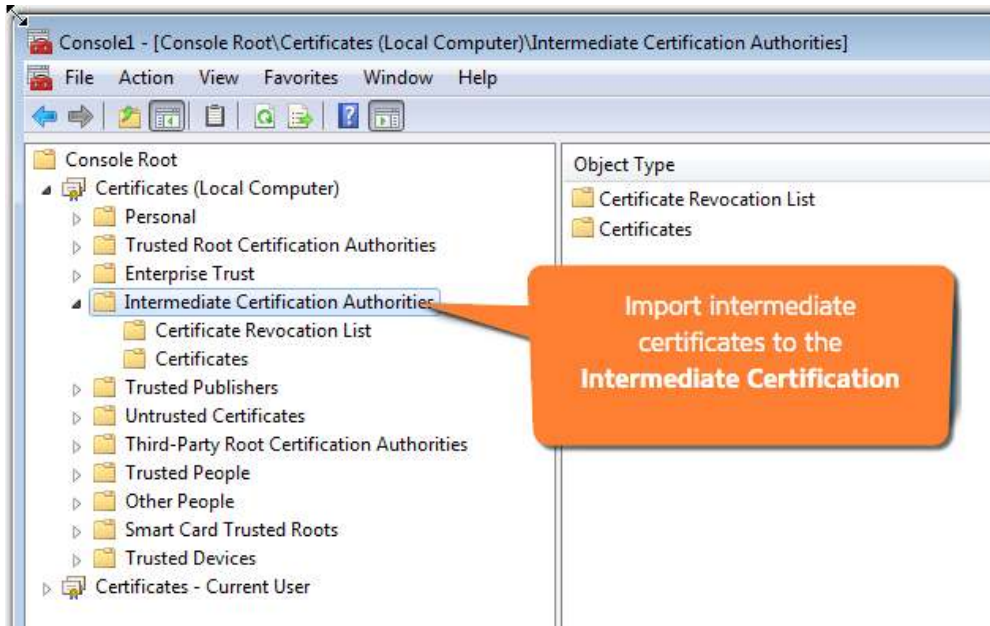 Console1 - [Console Root\Certificates (Local Computer)\Intermediate Certification Authorities]
File Action View Favorites Window Help
Console Root
Certificates (Local Computer)
Personal
Trusted Root Certification Authorities
Enterprise Trust
Intermediate Certification Authorities
Certificate Revocation List
Certificates
Trusted Publishers
Untrusted Certificates
Third-Party Root Certification Authorities
Trusted People
Other People
Smart Card Trusted Roots
Trusted Devices
Certificates - Current User
Object Type
Certificate Revocation List
Certificates
Import intermediate
certificates to the
Intermediate Certification